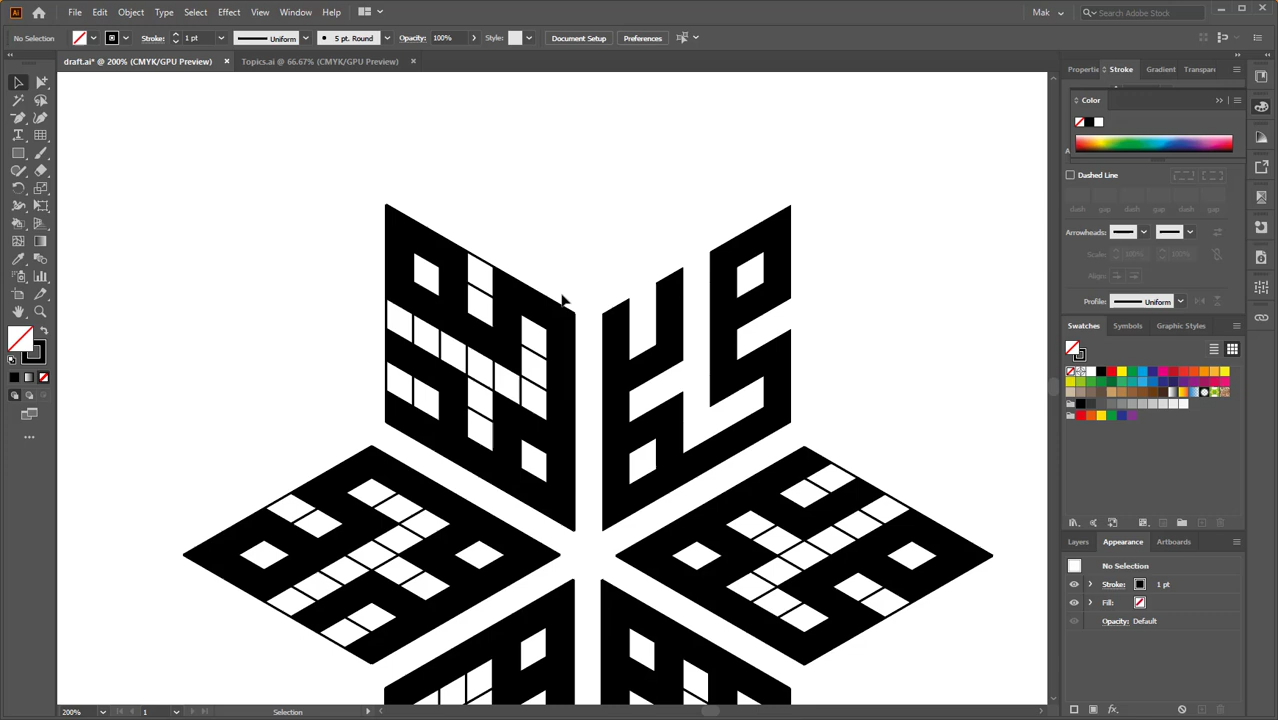 Ai File Edit Object Type Select Effect View Window Help Mak Search Adobe Stock
No Selection Stroke: 1 pt Uniform 5 pt. Round Opacity: 100% Style: Document Setup Preferences
draft.ai* @ 200% (CMYK/GPU Preview) × Topics.ai @ 66.67% (CMYK/GPU Preview) ×
Properti Stroke Gradient Transpar
Color
Dashed Line
dash gap dash gap dash gap
Arrowheads:
Scale: 100% 100%
Align:
Profile: Uniform
Swatches Symbols Graphic Styles
Layers Appearance Artboards
No Selection
Stroke: 1 pt
Fill:
Opacity: Default
200% 1 Selection